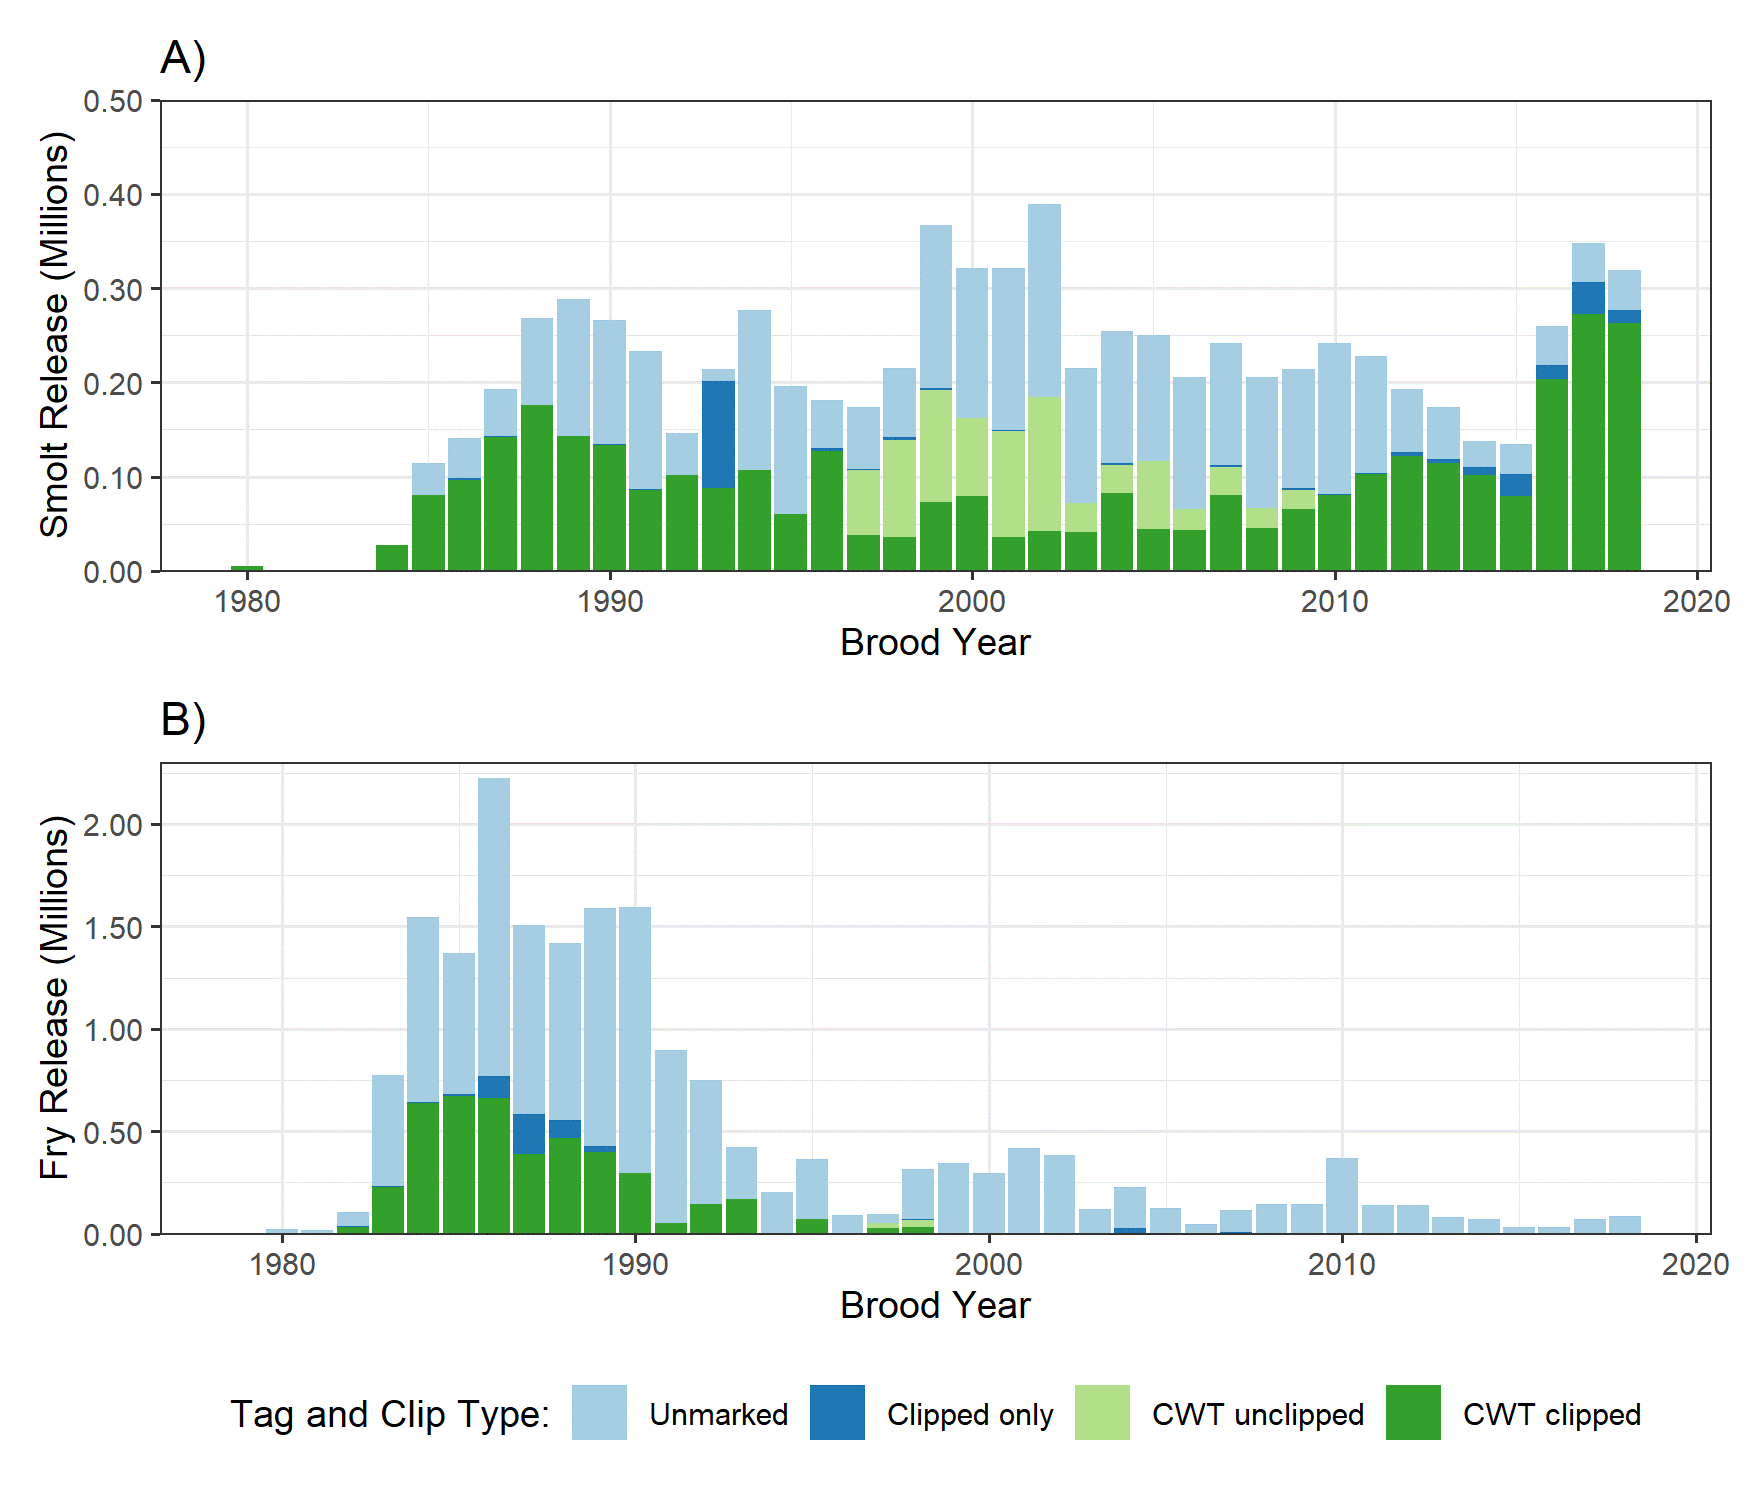 A)
Smolt Release (Millions)
0.50
0.40
0.30
0.20
0.10
0.00
1980 1990 2000 2010 2020
Brood Year
B)
Fry Release (Millions)
2.00
1.50
1.00
0.50
0.00
1980 1990 2000 2010 2020
Brood Year
Tag and Clip Type: Unmarked Clipped only CWT unclipped CWT clipped